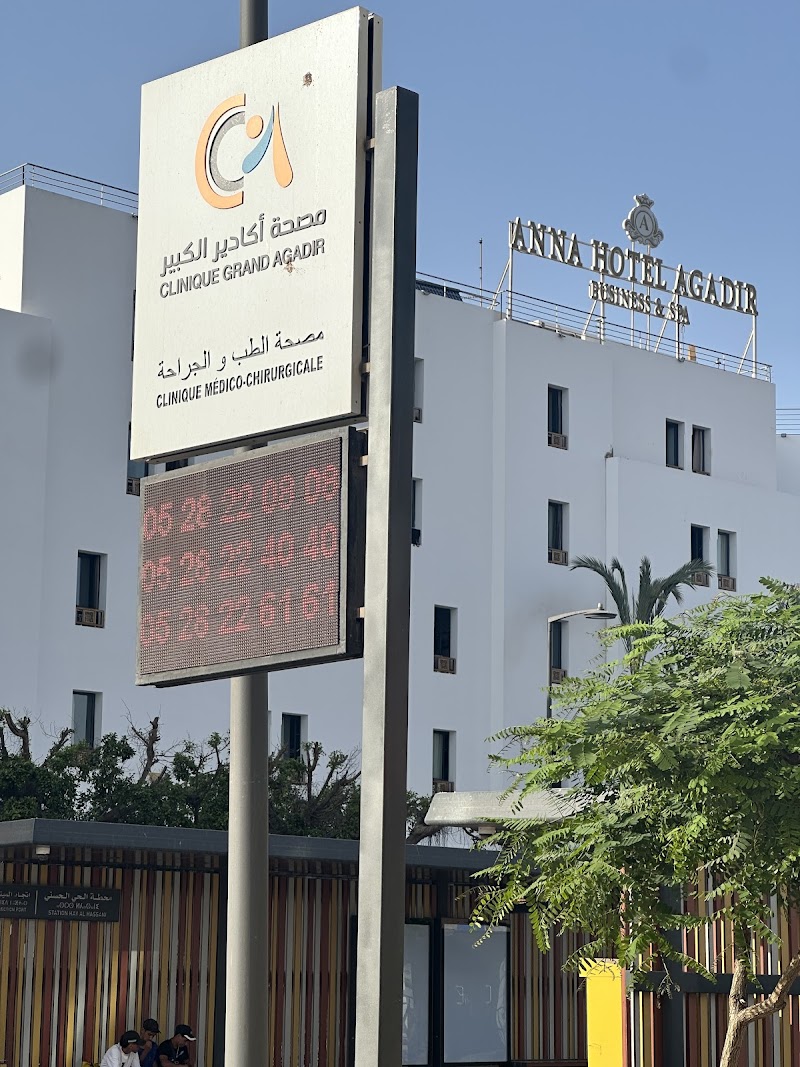 مصحة أكادير الكبير
CLINIQUE GRAND AGADIR
مصحة الطب و الجراحة
CLINIQUE MÉDICO-CHIRURGICALE
05 28 22 08 08
05 28 22 40 40
05 28 22 61 61
A
ANNA HOTEL AGADIR
BUSINESS & SPA
محطة الحي الحسني
STATION HAY AL HASSANI